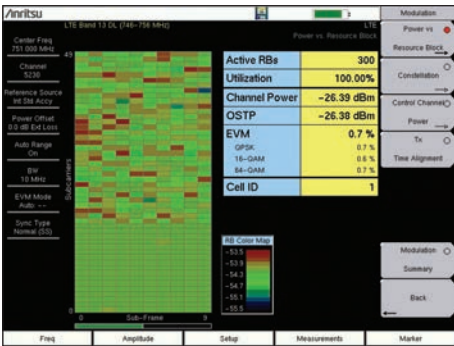 Anritsu
LTE Band 13 DL (746-756 MHz)
LTE
Power vs. Resource Block
Center Freq
751.000 MHz
Channel
5230
Reference Source
Int Std Accy
Power Offset
0.0 dB Ext Loss
Auto Range
On
BW
10 MHz
EVM Mode
Auto: --
Sync Type
Normal (SS)
49
Subcarriers
0
0 Sub-Frame 9
Active RBs 300
Utilization 100.00%
Channel Power -26.39 dBm
OSTP -26.38 dBm
EVM 0.7 %
QPSK 0.7 %
16-QAM 0.6 %
64-QAM 0.7 %
Cell ID 1
RB Color Map
-53.5
-53.9
-54.3
-54.7
-55.1
-55.5
Modulation
Power vs
Resource Block
Constellation
Control Channel
Power
Tx
Time Alignment
Modulation
Summary
Back
Freq Amplitude Setup Measurements Marker